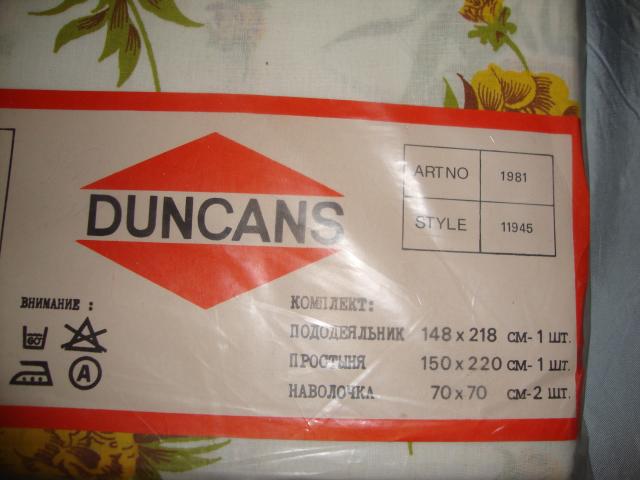 DUNCANS
ART NO 1981
STYLE 11945
ВНИМАНИЕ :
60
A
КОМПЛЕКТ:
ПОДОДЕЯЛЬНИК 148 x 218 СМ- 1 ШТ.
ПРОСТЫНЯ 150 x 220 СМ- 1 ШТ.
НАВОЛОЧКА 70 x 70 СМ-2 ШТ.